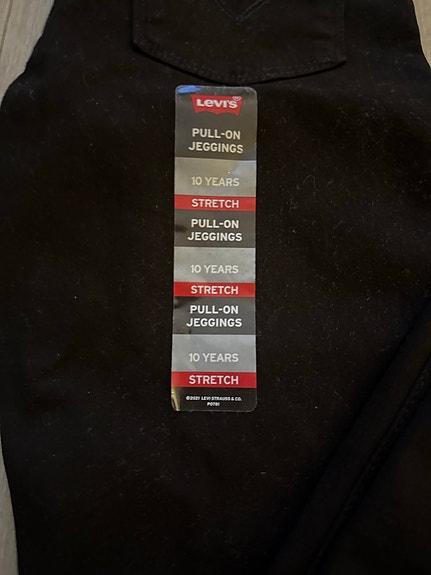 LEVI'S
PULL-ON
JEGGINGS
10 YEARS
STRETCH
PULL-ON
JEGGINGS
10 YEARS
STRETCH
PULL-ON
JEGGINGS
10 YEARS
STRETCH
©2021 LEVI STRAUSS & CO.
P0781